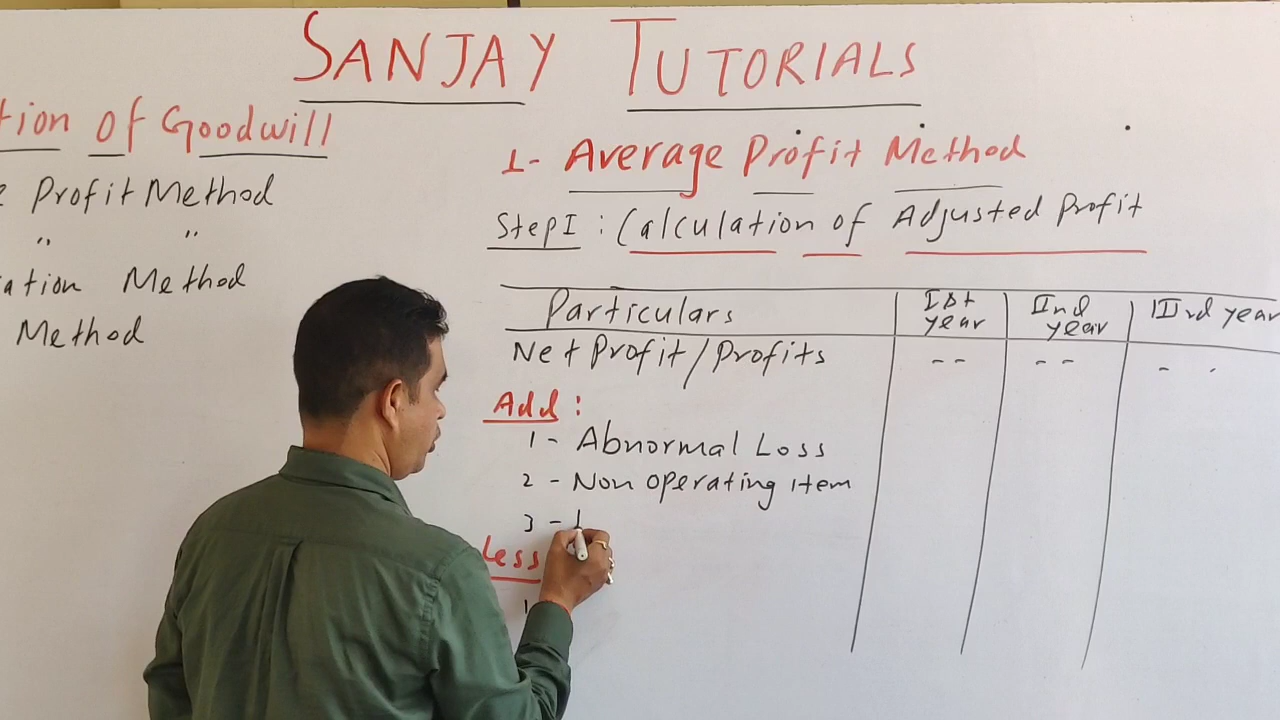 SANJAY TUTORIALS
tion of Goodwill
Profit Method
" "
ation Method
Method
1- Average Profit Method
Step I : Calculation of Adjusted Profit
Particulars Ist year IInd year IIIrd year
Net Profit / Profits -- -- - -
Add :
1 - Abnormal Loss
2 - Non operating item
3 -
Less
1